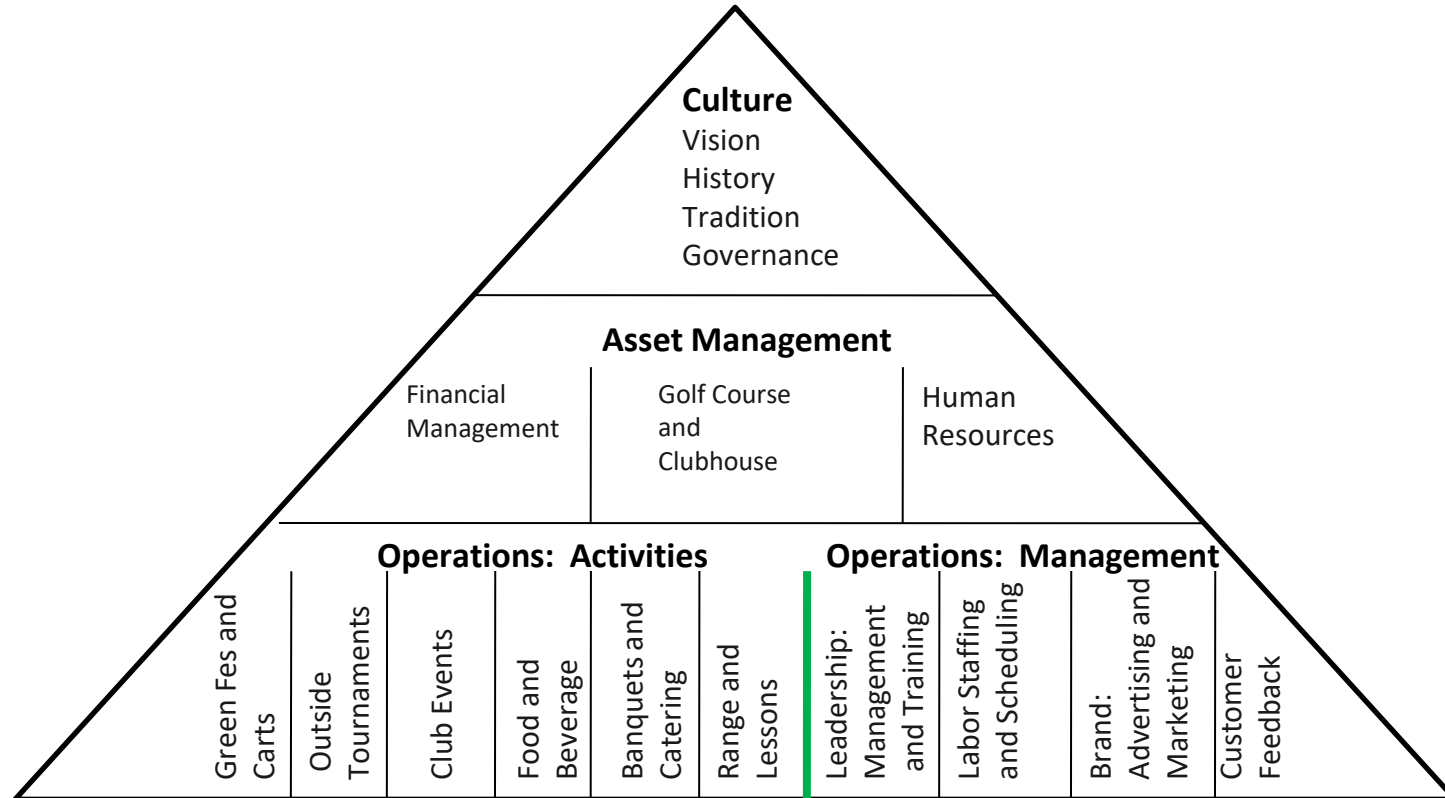 Culture
Vision
History
Tradition
Governance
Asset Management
Financial
Management
Golf Course
and
Clubhouse
Human
Resources
Operations:  Activities
Operations:  Management
Green Fes and
Carts
Outside
Tournaments
Club Events
Food and
Beverage
Banquets and
Catering
Range and
Lessons
Leadership:
Management
and Training
Labor Staffing
and Scheduling
Brand:
Advertising and
Marketing
Customer
Feedback